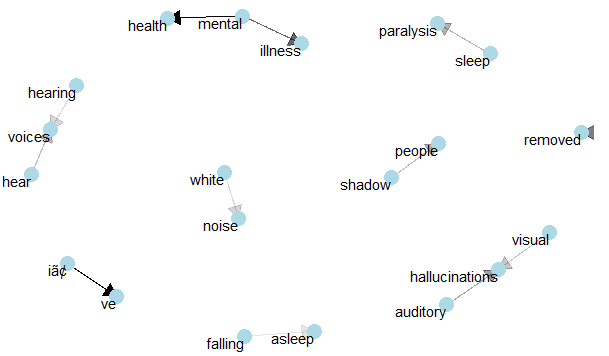 health
mental
illness
paralysis
sleep
hearing
voices
hear
removed
people
shadow
white
noise
visual
hallucinations
auditory
iã¢
ve
falling
asleep